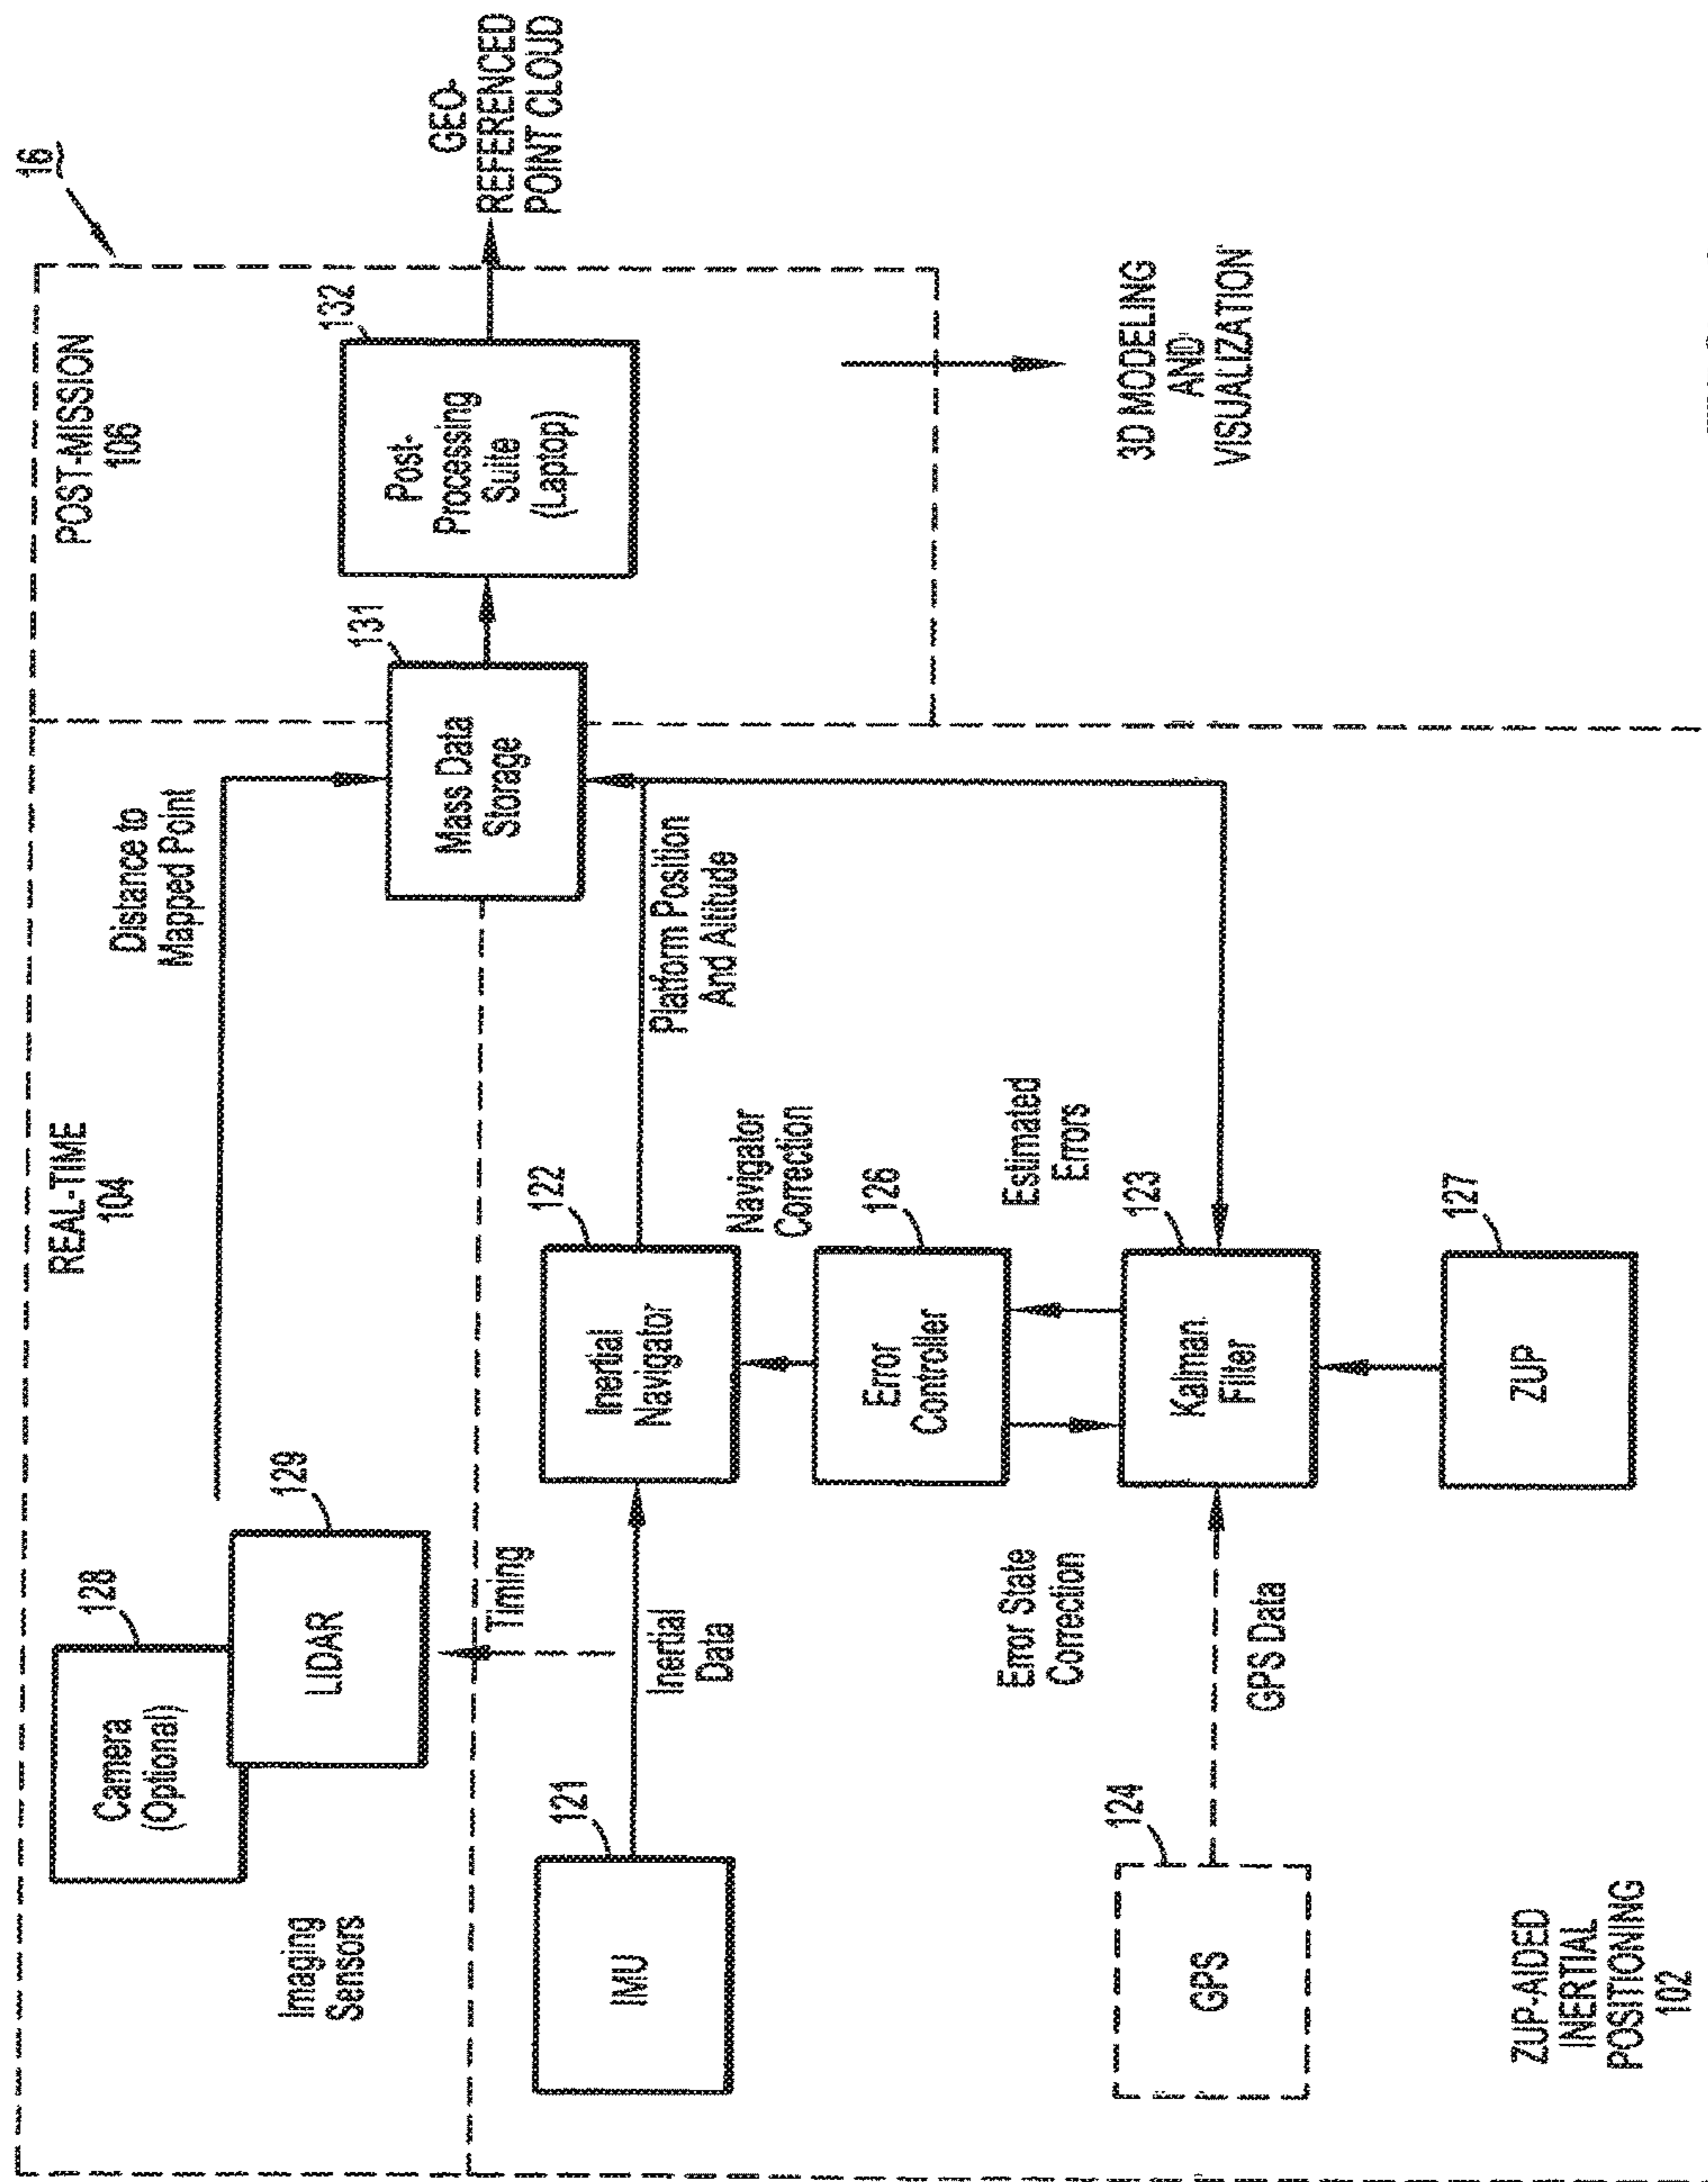 16
REAL-TIME
104
POST-MISSION
106
128
Camera
(Optional)
129
LIDAR
Imaging
Sensors
Distance to
Mapped Point
131
Mass Data
Storage
132
Post-
Processing
Suite
(Laptop)
GEO-
REFERENCED
POINT CLOUD
Timing
121
IMU
Inertial
Data
122
Inertial
Navigator
Platform Position
And Altitude
Navigator
Correction
126
Error
Controller
Error State
Correction
Estimated
Errors
124
GPS
GPS Data
123
Kalman
Filter
3D MODELING
AND
VISUALIZATION
127
ZUP
ZUP-AIDED
INERTIAL
POSITIONING
102